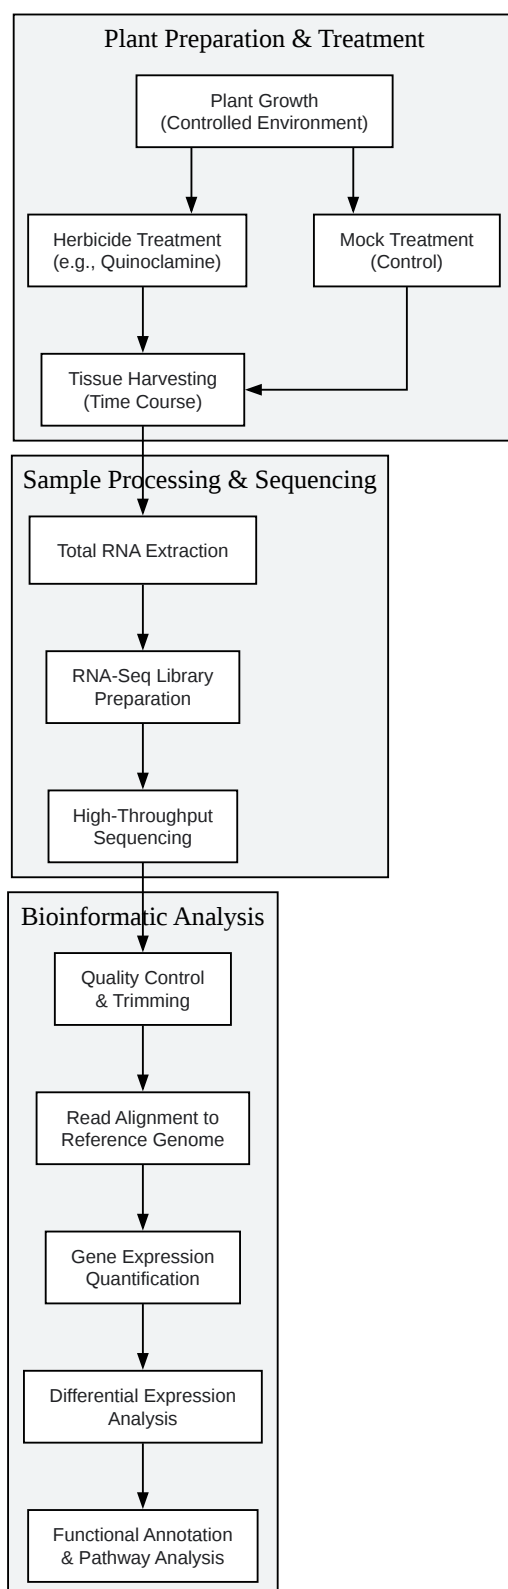 Plant Preparation & Treatment
Plant Growth
(Controlled Environment)
Herbicide Treatment
(e.g., Quinoclamine)
Mock Treatment
(Control)
Tissue Harvesting
(Time Course)
Sample Processing & Sequencing
Total RNA Extraction
RNA-Seq Library
Preparation
High-Throughput
Sequencing
Bioinformatic Analysis
Quality Control
& Trimming
Read Alignment to
Reference Genome
Gene Expression
Quantification
Differential Expression
Analysis
Functional Annotation
& Pathway Analysis